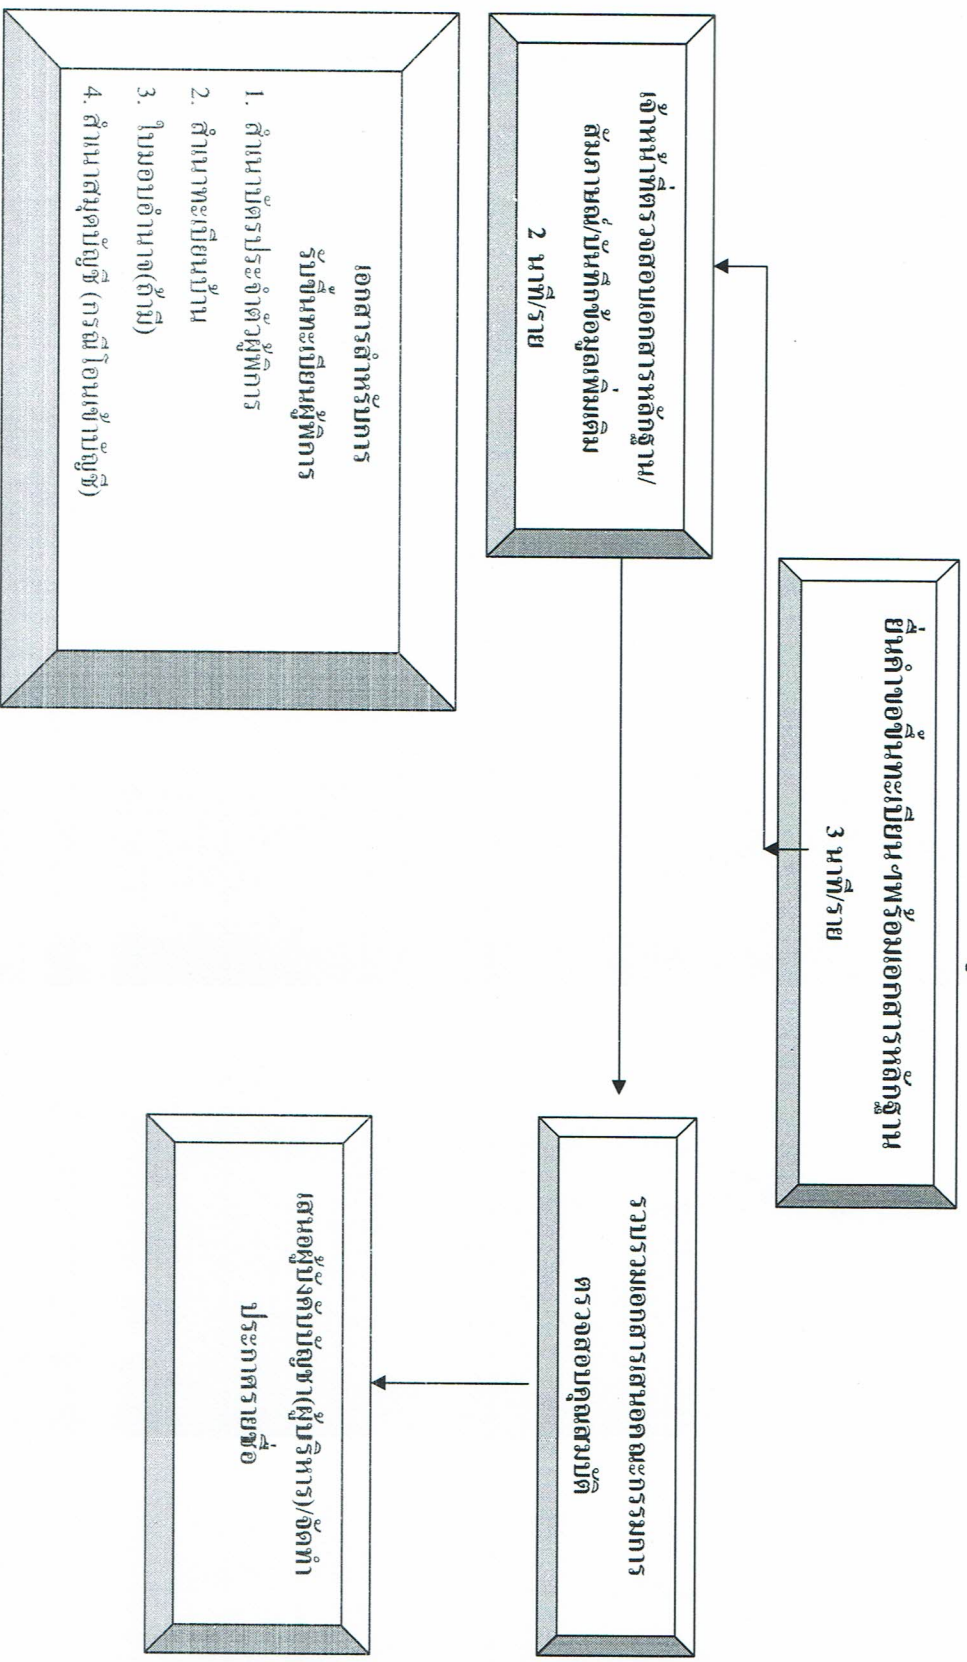 ยื่นคำขอขึ้นทะเบียนฯพร้อมเอกสารหลักฐาน
3 นาที/ราย
เจ้าหน้าที่ตรวจสอบเอกสารหลักฐาน/
สัมภาษณ์/บันทึกข้อมูลเพิ่มเติม
2 นาที/ราย
รวบรวมเอกสารเสนอคณะกรรมการ
ตรวจสอบคุณสมบัติ
เสนอผู้บังคับบัญชา(ผู้บริหาร)/จัดทำ
ประกาศรายชื่อ
เอกสารสำหรับการ
รับขึ้นทะเบียนผู้พิการ
1. สำเนาบัตรประจำตัวผู้พิการ
2. สำเนาทะเบียนบ้าน
3. ใบมอบอำนาจ(ถ้ามี)
4. สำเนาสมุดบัญชี (กรณีโอนเข้าบัญชี)